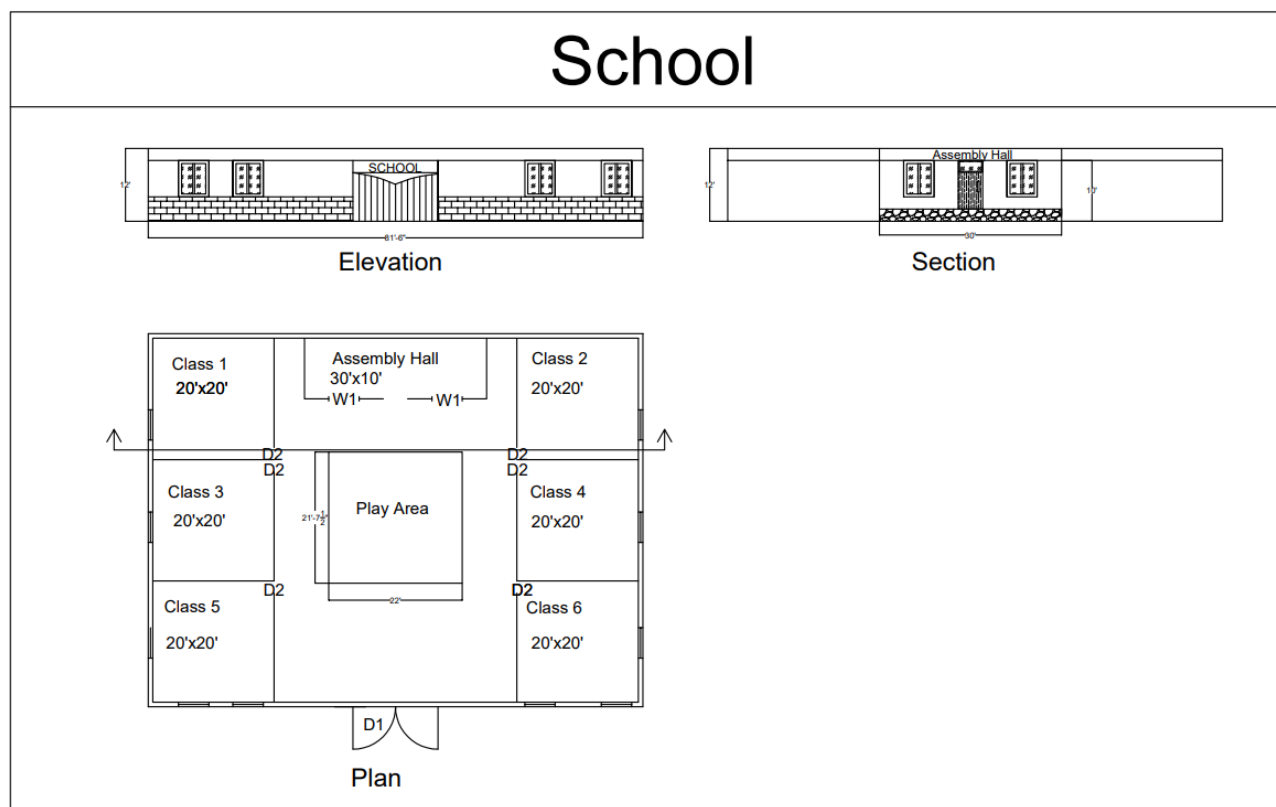 School
SCHOOL
12'
81'-6"
Elevation
Assembly Hall
12'
10'
30'
Section
Class 1
20'x20'
Assembly Hall
30'x10'
W1
W1
Class 2
20'x20'
D2
D2
D2
D2
Class 3
20'x20'
Play Area
21'-7½"
22'
Class 4
20'x20'
D2
D2
Class 5
20'x20'
Class 6
20'x20'
D1
Plan